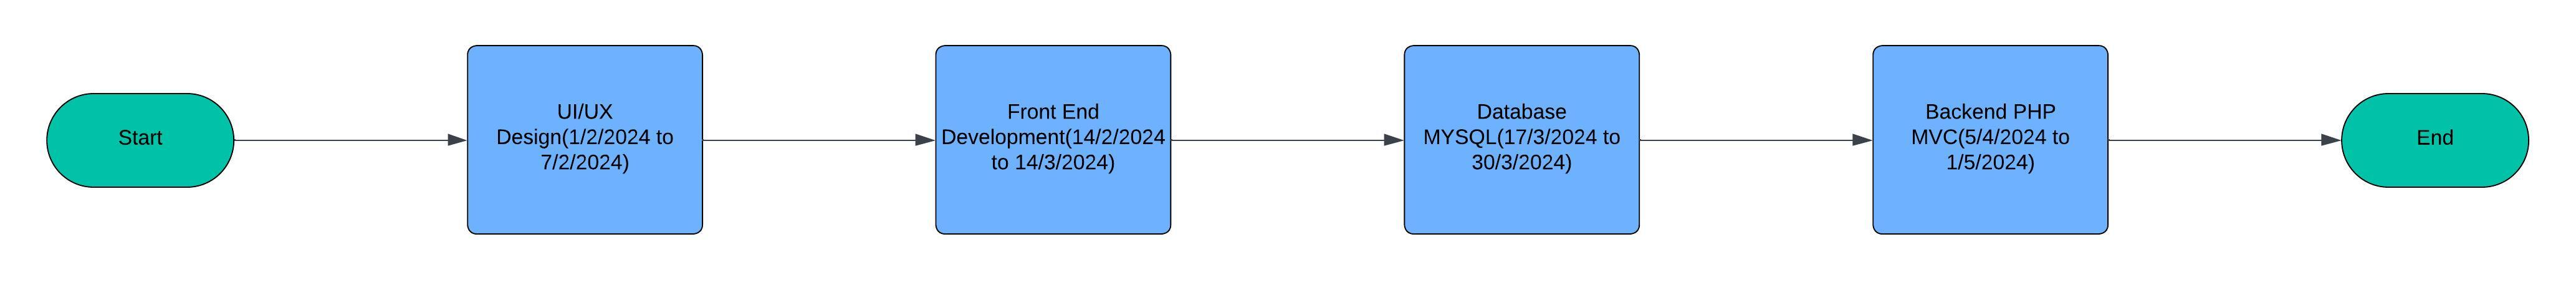 Start
UI/UX
Design(1/2/2024 to
7/2/2024)
Front End
Development(14/2/2024
to 14/3/2024)
Database
MYSQL(17/3/2024 to
30/3/2024)
Backend PHP
MVC(5/4/2024 to
1/5/2024)
End